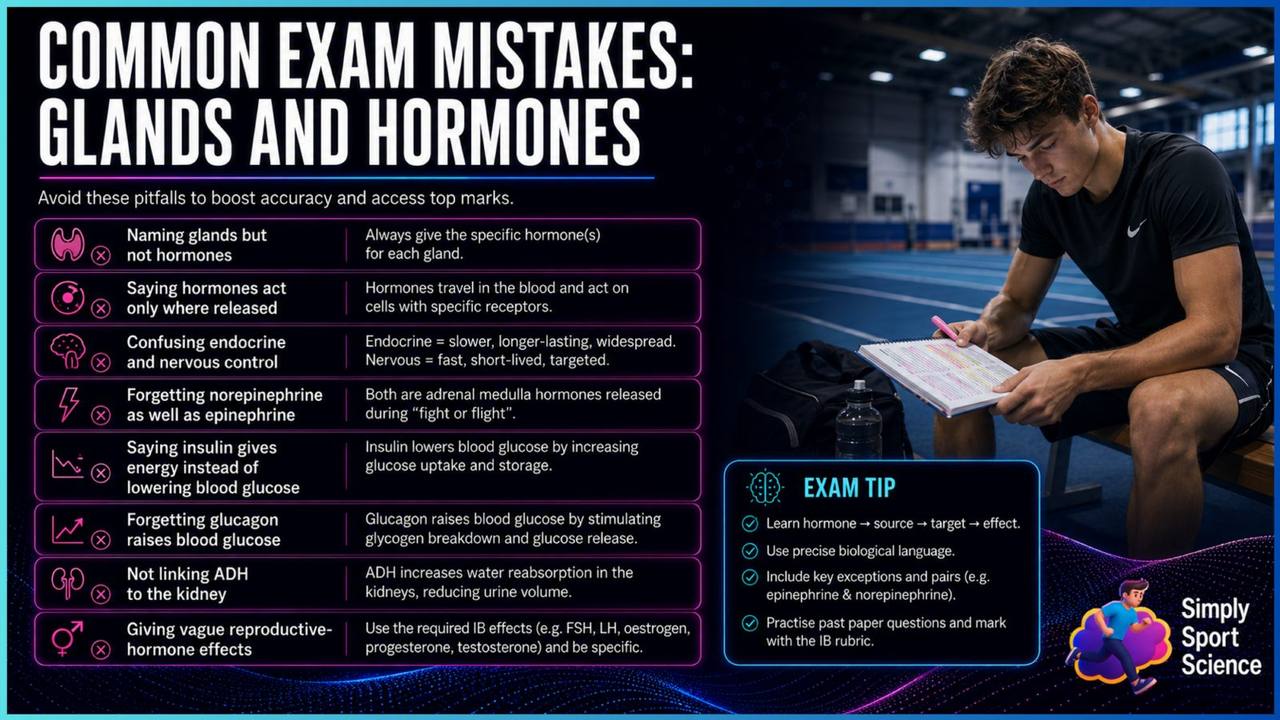 COMMON EXAM MISTAKES:
GLANDS AND HORMONES
Avoid these pitfalls to boost accuracy and access top marks.
Naming glands but
not hormones
Always give the specific hormone(s)
for each gland.
Saying hormones act
only where released
Hormones travel in the blood and act on
cells with specific receptors.
Confusing endocrine
and nervous control
Endocrine = slower, longer-lasting, widespread.
Nervous = fast, short-lived, targeted.
Forgetting norepinephrine
as well as epinephrine
Both are adrenal medulla hormones released
during “fight or flight”.
Saying insulin gives
energy instead of
lowering blood glucose
Insulin lowers blood glucose by increasing
glucose uptake and storage.
Forgetting glucagon
raises blood glucose
Glucagon raises blood glucose by stimulating
glycogen breakdown and glucose release.
Not linking ADH
to the kidney
ADH increases water reabsorption in the
kidneys, reducing urine volume.
Giving vague reproductive-
hormone effects
Use the required IB effects (e.g. FSH, LH, oestrogen,
progesterone, testosterone) and be specific.
EXAM TIP
Learn hormone → source → target → effect.
Use precise biological language.
Include key exceptions and pairs (e.g.
epinephrine & norepinephrine).
Practise past paper questions and mark
with the IB rubric.
Simply
Sport
Science